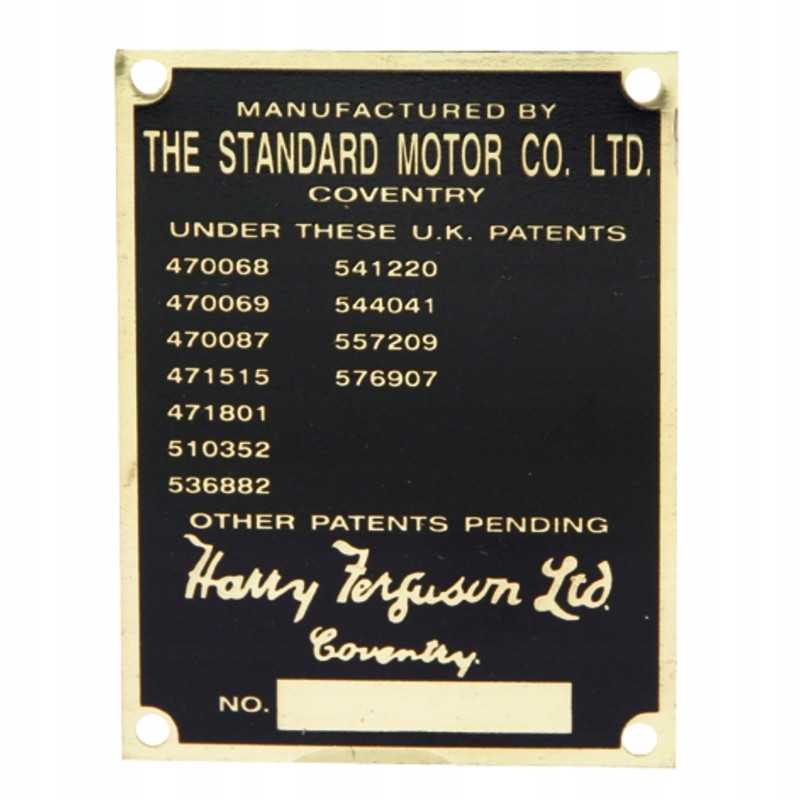 MANUFACTURED BY
THE STANDARD MOTOR CO. LTD.
COVENTRY
UNDER THESE U.K. PATENTS
470068 541220
470069 544041
470087 557209
471515 576907
471801
510352
536882
OTHER PATENTS PENDING
Harry Ferguson Ltd.
Coventry.
NO.